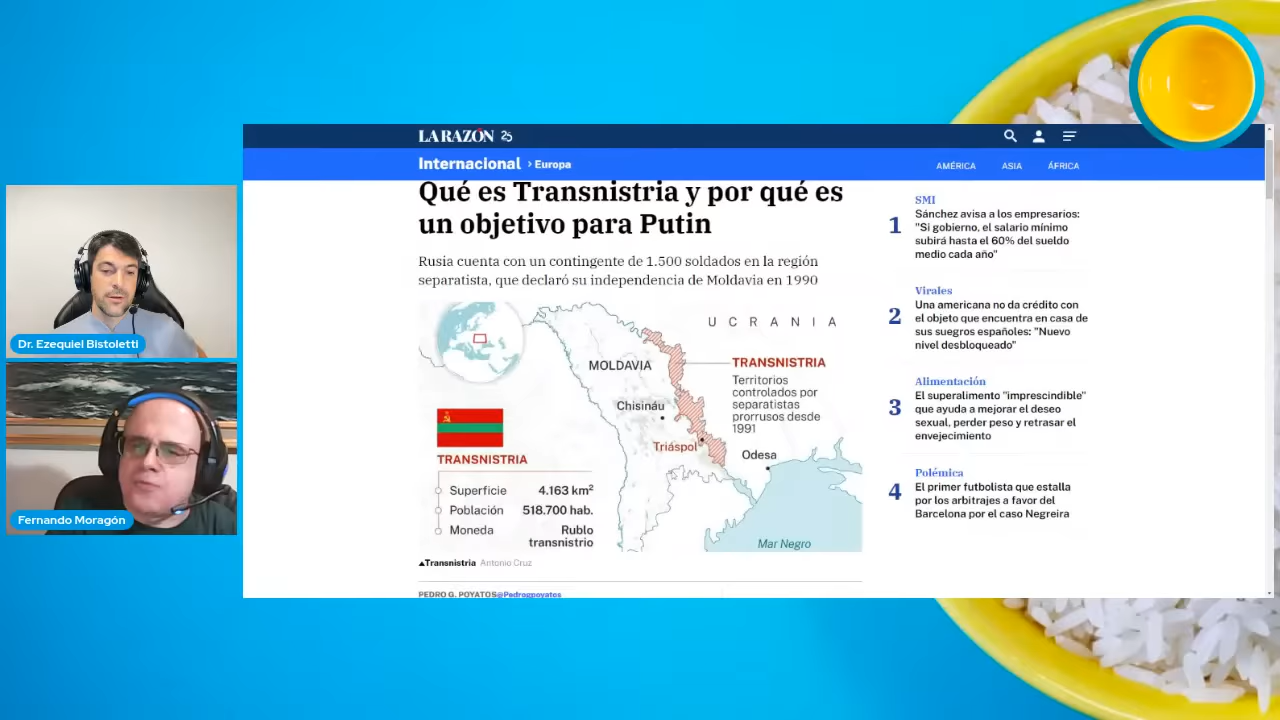 LA RAZÓN 25
Internacional › Europa
AMÉRICA ASIA ÁFRICA
Qué es Transnistria y por qué es
un objetivo para Putin
Rusia cuenta con un contingente de 1.500 soldados en la región
separatista, que declaró su independencia de Moldavia en 1990
UCRANIA
MOLDAVIA
TRANSNISTRIA
Territorios
controlados por
separatistas
prorrusos desde
1991
Chisináu
Triáspol
Odesa
Mar Negro
TRANSNISTRIA
Superficie 4.163 km²
Población 518.700 hab.
Moneda Rublo
transnistrio
▲Transnistria Antonio Cruz
PEDRO G. POYATOS@Pedrogpoyatos
SMI
1 Sánchez avisa a los empresarios:
"Si gobierno, el salario mínimo
subirá hasta el 60% del sueldo
medio cada año"
Virales
2 Una americana no da crédito con
el objeto que encuentra en casa de
sus suegros españoles: "Nuevo
nivel desbloqueado"
Alimentación
3 El superalimento "imprescindible"
que ayuda a mejorar el deseo
sexual, perder peso y retrasar el
envejecimiento
Polémica
4 El primer futbolista que estalla
por los arbitrajes a favor del
Barcelona por el caso Negreira
Dr. Ezequiel Bistoletti
Fernando Moragón